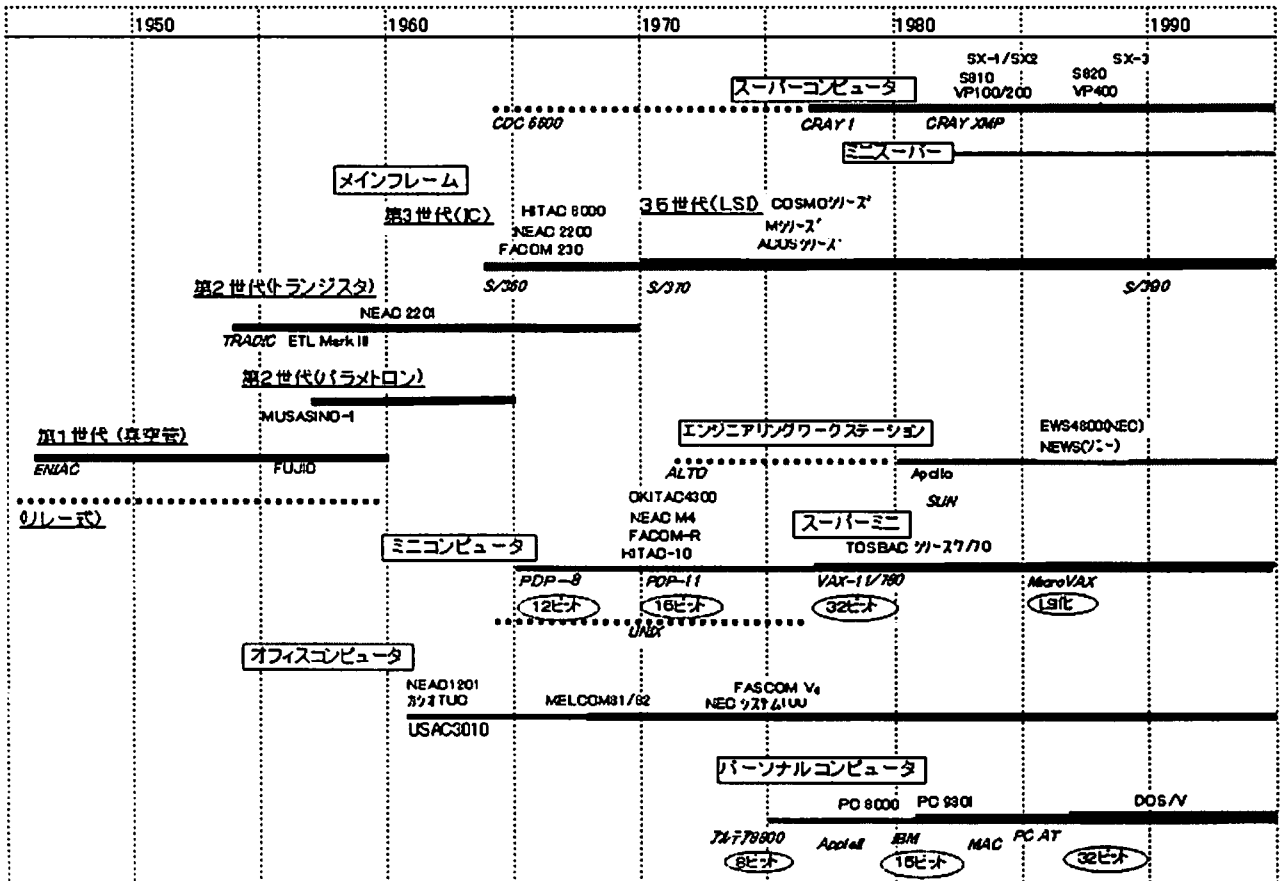 1950
1960
1970
1980
1990
SX-1/SX2
SX-3
S810
S820
スーパーコンピュータ
VP100/200
VP400
CDC 6600
CRAY I
CRAY XMP
ミニスーパー
メインフレーム
第3世代(IC)
HITAC 8000
3.5世代(LSI)
COSMOシリーズ
NEAC 2200
Mシリーズ
FACOM 230
ACOSシリーズ
第2世代(トランジスタ)
S/360
S/370
S/390
NEAC 2201
TRADIC
ETL Mark III
第2世代(パラメトロン)
MUSASINO-1
第1世代 (真空管)
エンジニアリングワークステーション
EWS4800(NEC)
NEWS(ソニー)
ENIAC
FUJIC
ALTO
Apollo
(リレー式)
OKITAC4300
SUN
NEAC M4
スーパーミニ
FACOM-R
ミニコンピュータ
HITAC-10
TOSBAC シリーズ7/70
PDP-8
PDP-11
VAX-11/780
MicroVAX
12ビット
16ビット
32ビット
LSI化
UNIX
オフィスコンピュータ
NEAC1201
FASCOM V
カシオTUC
MELCOM81/82
NEC システム100
USAC3010
パーソナルコンピュータ
PC 8000
PC 9801
DOS/V
アルテア8800
AppleII
IBM
MAC
PC AT
8ビット
16ビット
32ビット